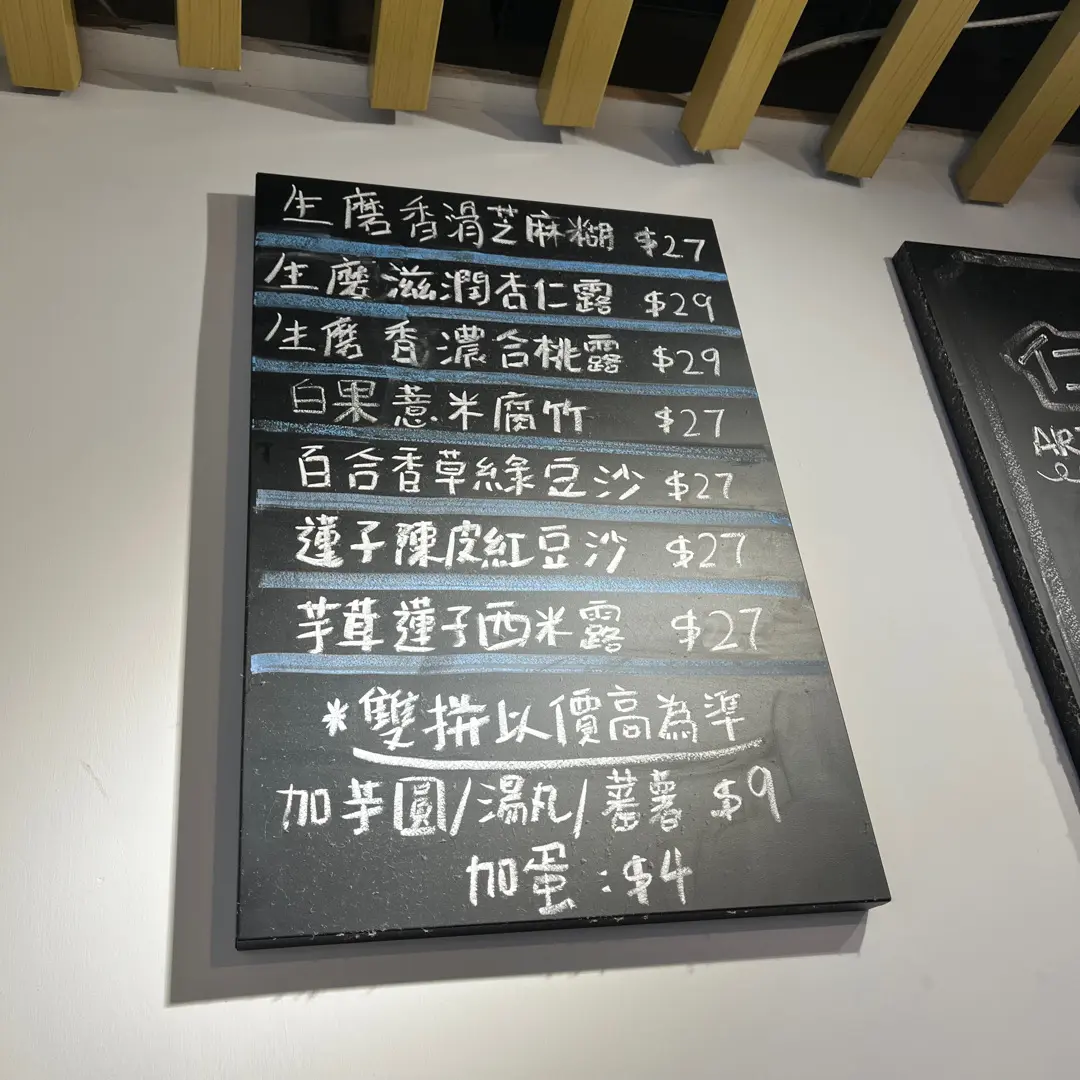 生磨香滑芝麻糊 $27
生磨滋潤杏仁露 $29
生磨香濃合桃露 $29
白果薏米腐竹 $27
百合香草綠豆沙 $27
蓮子陳皮紅豆沙 $27
芋茸蓮子西米露 $27
*雙拼以價高為準
加芋圓/湯丸/蕃薯 $9
加蛋:$4
仁
AR